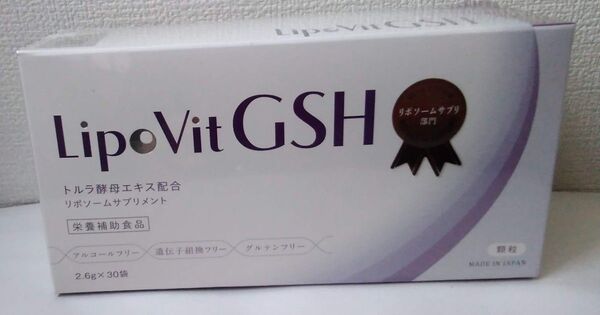 LipoVit GSH
LipoVit GSH
リポソームサプリ
部門
トルラ酵母エキス配合
リポソームサプリメント
栄養補助食品
アルコールフリー 遺伝子組換フリー グルテンフリー
2.6g×30袋
顆粒
MADE IN JAPAN